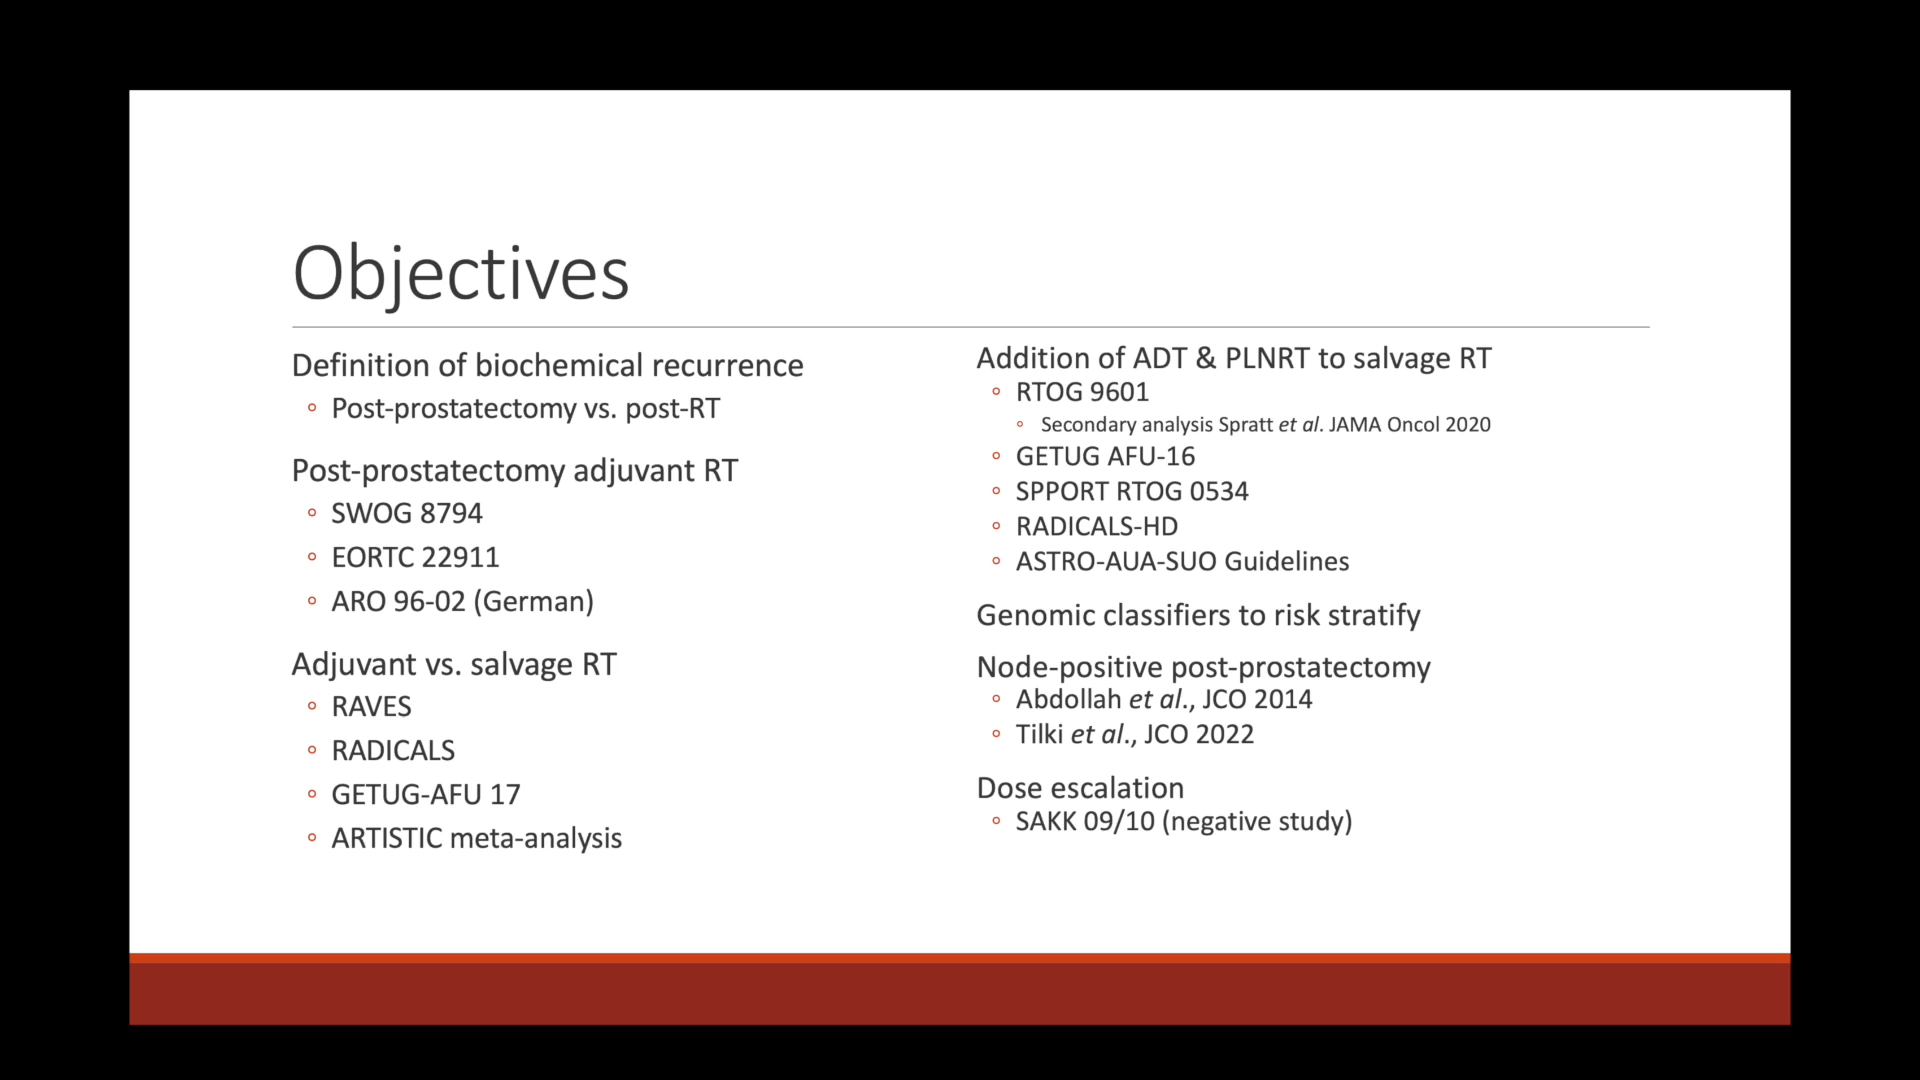 Objectives
Definition of biochemical recurrence
◦ Post-prostatectomy vs. post-RT
Post-prostatectomy adjuvant RT
◦ SWOG 8794
◦ EORTC 22911
◦ ARO 96-02 (German)
Adjuvant vs. salvage RT
◦ RAVES
◦ RADICALS
◦ GETUG-AFU 17
◦ ARTISTIC meta-analysis
Addition of ADT & PLNRT to salvage RT
◦ RTOG 9601
◦ Secondary analysis Spratt et al. JAMA Oncol 2020
◦ GETUG AFU-16
◦ SPPORT RTOG 0534
◦ RADICALS-HD
◦ ASTRO-AUA-SUO Guidelines
Genomic classifiers to risk stratify
Node-positive post-prostatectomy
◦ Abdollah et al., JCO 2014
◦ Tilki et al., JCO 2022
Dose escalation
◦ SAKK 09/10 (negative study)